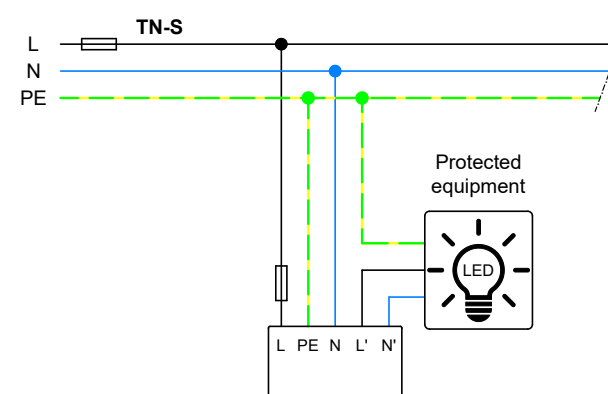 TN-S
L
N
PE
Protected
equipment
LED
L PE N L' N'